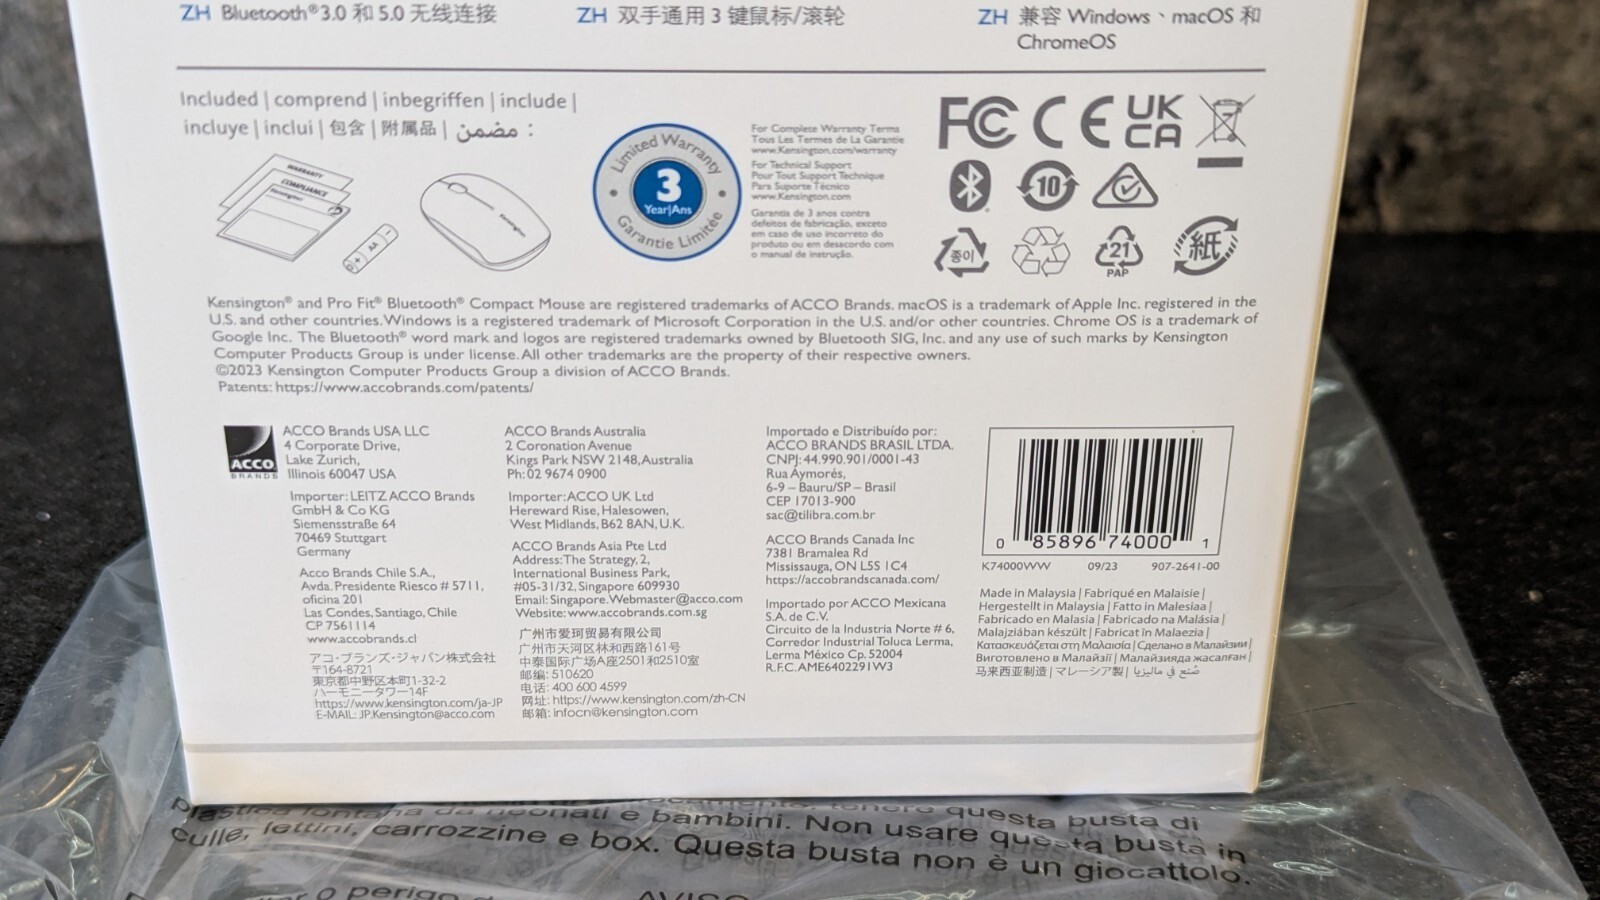 ZH Bluetooth®3.0 和 5.0 无线连接
ZH 双手通用 3 键鼠标/滚轮
ZH 兼容 Windows、macOS 和
ChromeOS
Included | comprend | inbegriffen | include |
incluye | inclui | 包含 | 附属品 | مضمن :
WARRANTY
COMPLIANCE
Kensington
AA
Kensington
Limited Warranty
3
Year|Ans
Garantie Limitée
For Complete Warranty Terms
Tous Les Termes de La Garantie
www.Kensington.com/warranty
For Technical Support
Pour Tout Support Technique
Para Suporte Técnico
www.Kensington.com
Garantia de 3 anos contra
defeitos de fabricação, exceto
em caso de uso incorreto do
produto ou em desacordo com
o manual de instrução.
FC CE UK
CA
10
종이
21
PAP
紙
Kensington® and Pro Fit® Bluetooth® Compact Mouse are registered trademarks of ACCO Brands. macOS is a trademark of Apple Inc. registered in the
U.S. and other countries. Windows is a registered trademark of Microsoft Corporation in the U.S. and/or other countries. Chrome OS is a trademark of
Google Inc. The Bluetooth® word mark and logos are registered trademarks owned by Bluetooth SIG, Inc. and any use of such marks by Kensington
Computer Products Group is under license. All other trademarks are the property of their respective owners.
©2023 Kensington Computer Products Group a division of ACCO Brands.
Patents: https://www.accobrands.com/patents/
ACCO
BRANDS
ACCO Brands USA LLC
4 Corporate Drive,
Lake Zurich,
Illinois 60047 USA
Importer: LEITZ ACCO Brands
GmbH & Co KG
Siemensstraße 64
70469 Stuttgart
Germany
Acco Brands Chile S.A.,
Avda. Presidente Riesco # 5711,
oficina 201
Las Condes, Santiago, Chile
CP 7561114
www.accobrands.cl
アコ・ブランズ・ジャパン株式会社
〒164-8721
東京都中野区本町1-32-2
ハーモニータワー14F
https://www.kensington.com/ja-JP
E-MAIL: JP.Kensington@acco.com
ACCO Brands Australia
2 Coronation Avenue
Kings Park NSW 2148, Australia
Ph: 02 9674 0900
Importer: ACCO UK Ltd
Hereward Rise, Halesowen,
West Midlands, B62 8AN, U.K.
ACCO Brands Asia Pte Ltd
Address: The Strategy, 2,
International Business Park,
#05-31/32, Singapore 609930
Email: Singapore.Webmaster@acco.com
Website: www.accobrands.com.sg
广州市爱珂贸易有限公司
广州市天河区林和西路161号
中泰国际广场A座2501和2510室
邮编: 510620
电话: 400 600 4599
网址: https://www.kensington.com/zh-CN
邮箱: infocn@kensington.com
Importado e Distribuído por:
ACCO BRANDS BRASIL LTDA.
CNPJ: 44.990.901/0001-43
Rua Aymorés,
6-9 – Bauru/SP – Brasil
CEP 17013-900
sac@tilibra.com.br
ACCO Brands Canada Inc
7381 Bramalea Rd
Mississauga, ON L5S 1C4
https://accobrandscanada.com/
Importado por ACCO Mexicana
S.A. de C.V.
Circuito de la Industria Norte # 6,
Corredor Industrial Toluca Lerma,
Lerma México Cp. 52004
R.F.C. AME6402291W3
0 85896 74000 1
K74000WW 09/23 907-2641-00
Made in Malaysia | Fabriqué en Malaisie |
Hergestellt in Malaysia | Fatto in Malesiaa |
Fabricado en Malasia | Fabricado na Malásia |
Malajziában készült | Fabricat în Malaezia |
Κατασκευάζεται στη Μαλαισία | Сделано в Малайзии |
Виготовлено в Малайзії | Малайзияда жасалған |
马来西亚制造 | マレーシア製 | صُنع في ماليزيا
plastica lontana da neonati e bambini. tenere questa busta di
culle, lettini, carrozzine e box. Non usare questa busta in
Questa busta non è un giocattolo.
o perigo
AVISO